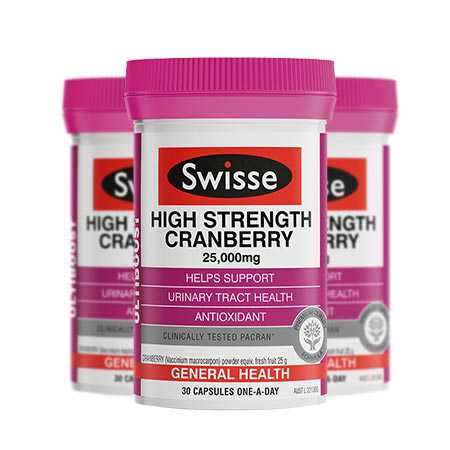 Swisse
HIGH STRENGTH
CRANBERRY
25,000mg
HELPS SUPPORT
URINARY TRACT HEALTH
ANTIOXIDANT
CLINICALLY TESTED PACRAN*
CRANBERRY (Vaccinium macrocarpon) powder equiv. fresh fruit 25 g
GENERAL HEALTH
30 CAPSULES ONE-A-DAY
ULTIBOOST